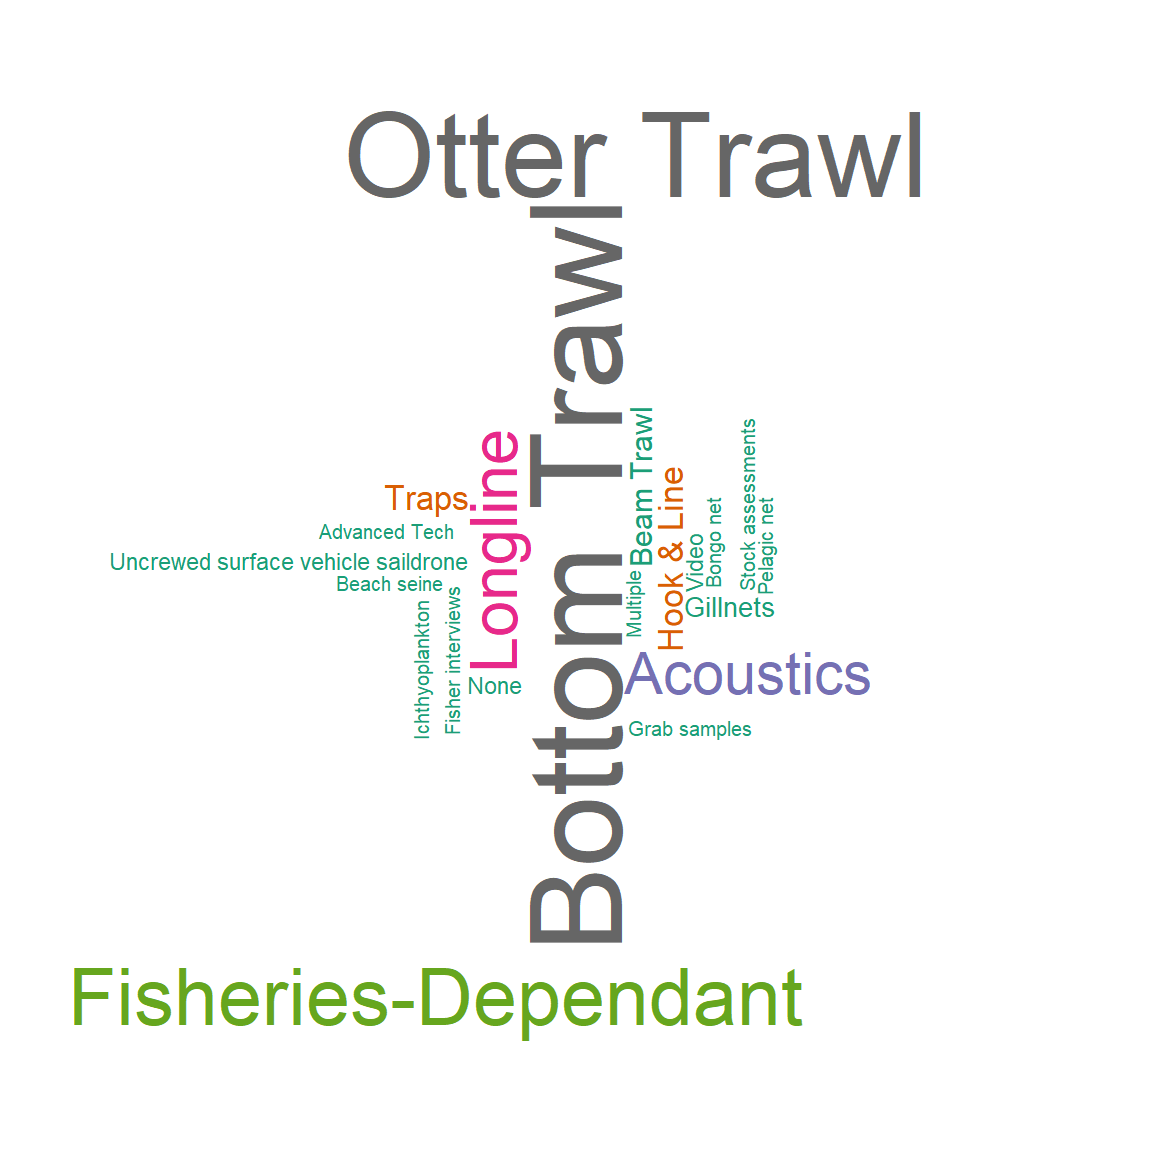 Otter Trawl
Bottom Trawl
Longline
Traps
Advanced Tech
Uncrewed surface vehicle saildrone
Beach seine
Ichthyoplankton
Fisher interviews
None
Beam Trawl
Hook & Line
Multiple
Video
Bongo net
Stock assessments
Pelagic net
Gillnets
Acoustics
Grab samples
Fisheries-Dependant